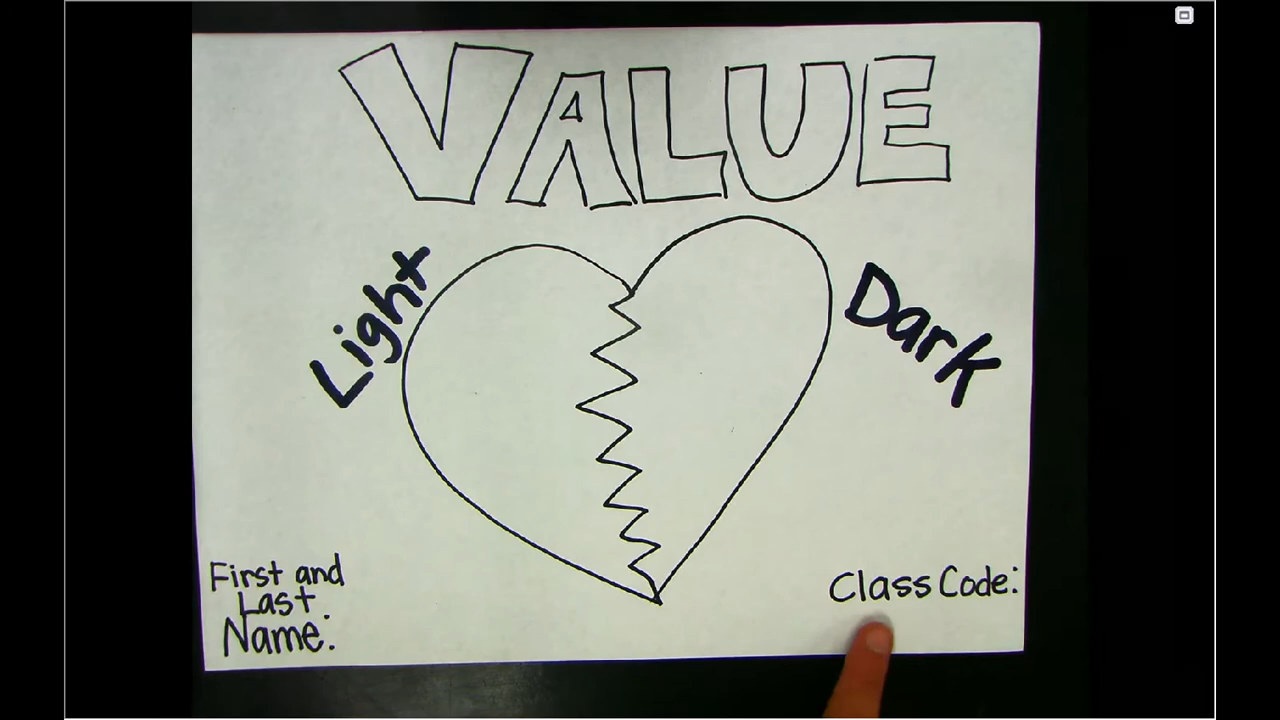 VALUE
Light
Dark
First and
Last
Name:
Class Code: